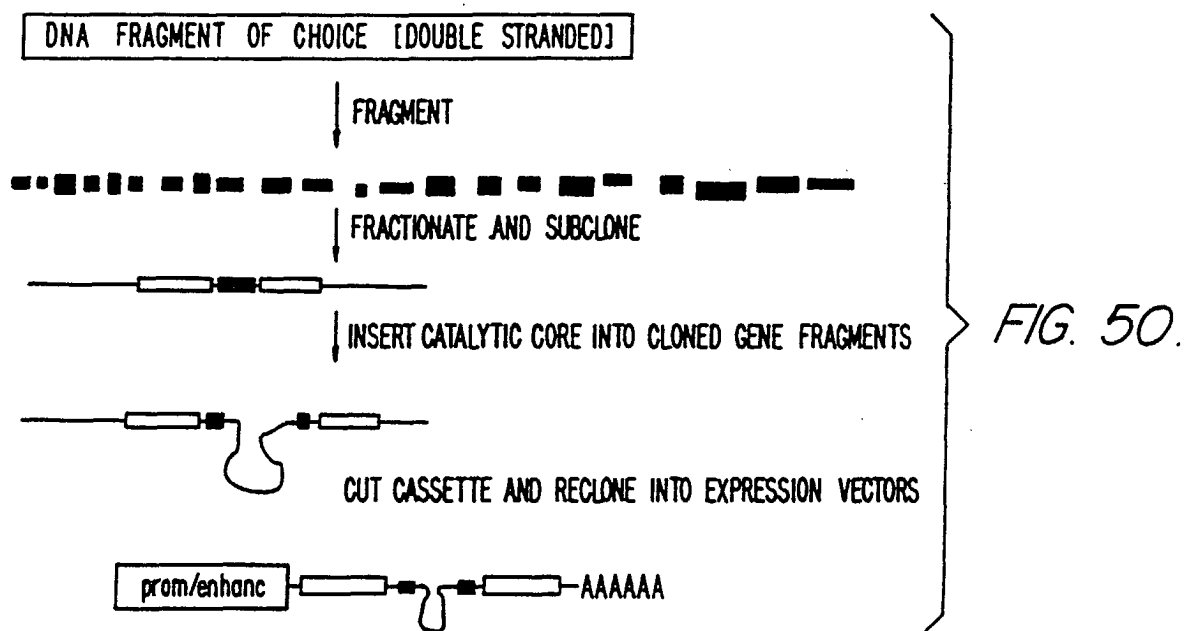 DNA FRAGMENT OF CHOICE [DOUBLE STRANDED]
FRAGMENT
FRACTIONATE AND SUBCLONE
INSERT CATALYTIC CORE INTO CLONED GENE FRAGMENTS
FIG. 50.
CUT CASSETTE AND RECLONE INTO EXPRESSION VECTORS
prom/enhanc
AAAAAA